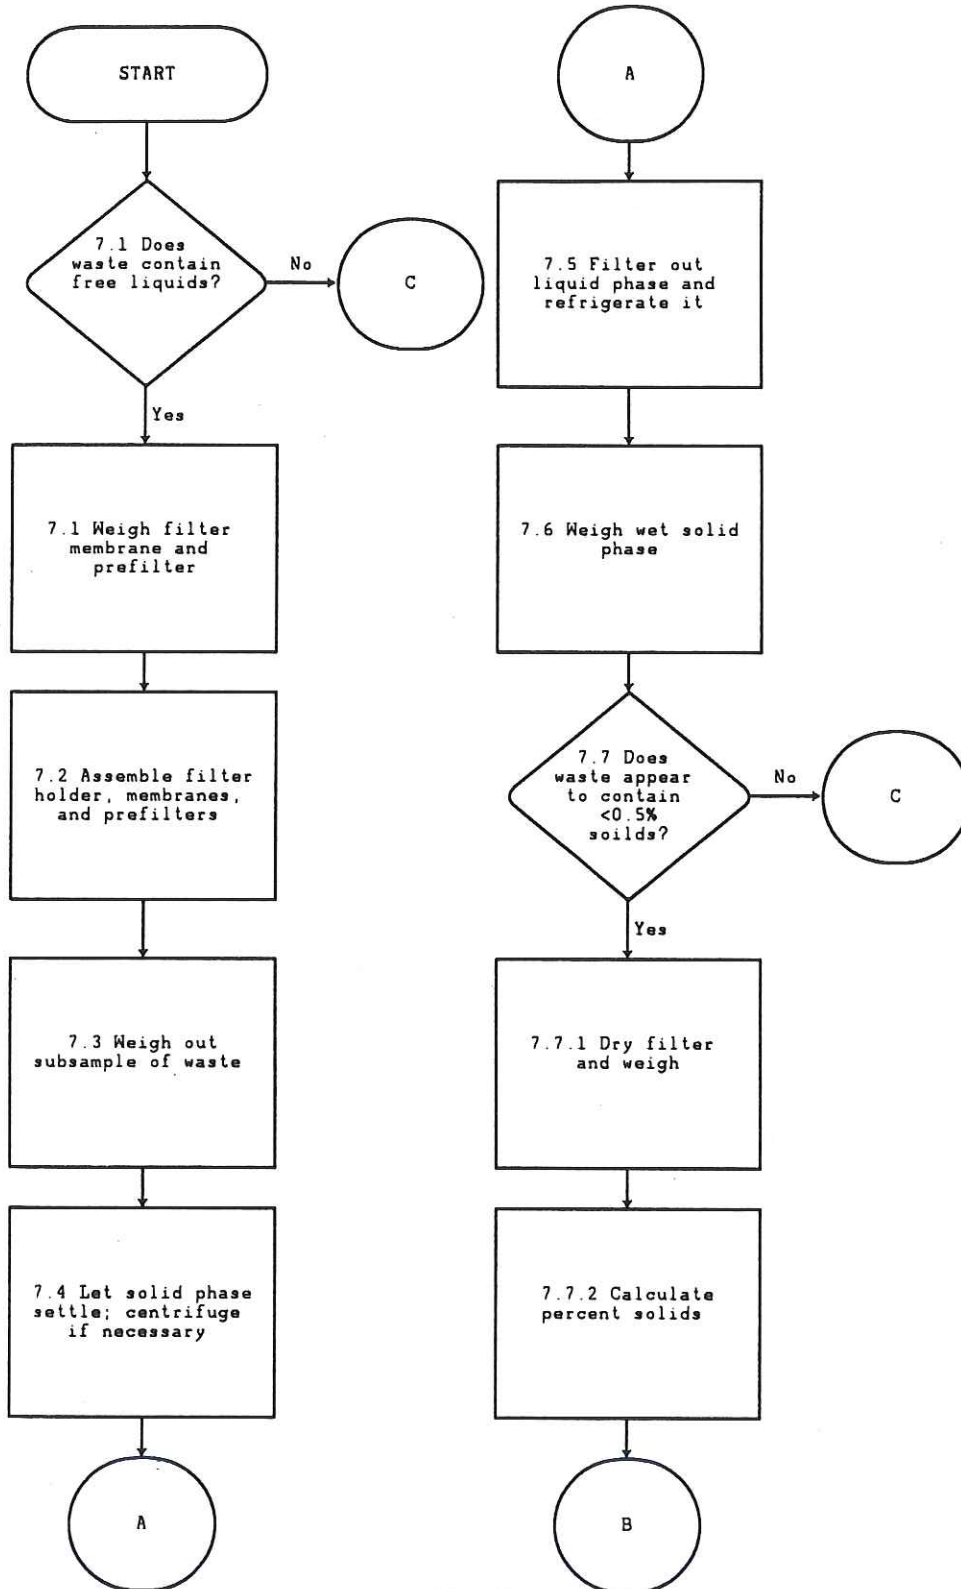 START
7.1 Does
waste contain
free liquids?
No
C
Yes
7.1 Weigh filter
membrane and
prefilter
7.2 Assemble filter
holder, membranes,
and prefilters
7.3 Weigh out
subsample of waste
7.4 Let solid phase
settle; centrifuge
if necessary
A
A
7.5 Filter out
liquid phase and
refrigerate it
7.6 Weigh wet solid
phase
7.7 Does
waste appear
to contain
<0.5%
soilds?
No
C
Yes
7.7.1 Dry filter
and weigh
7.7.2 Calculate
percent solids
B